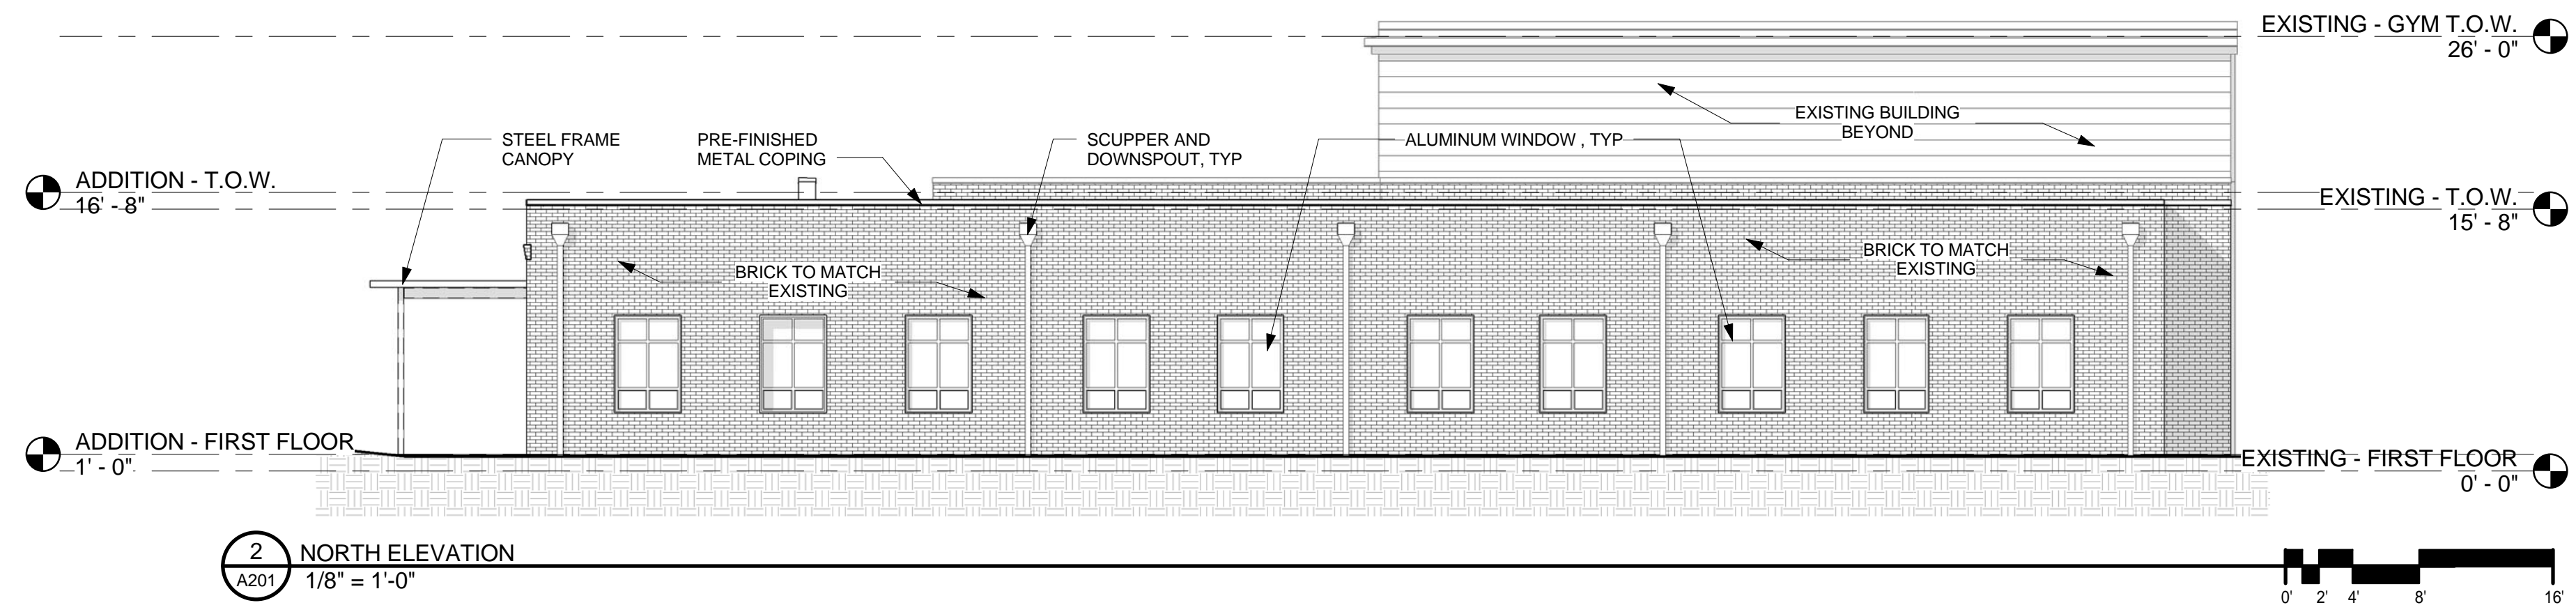 EXISTING - GYM T.O.W.
26' - 0"
EXISTING BUILDING
BEYOND
STEEL FRAME
CANOPY
PRE-FINISHED
METAL COPING
SCUPPER AND
DOWNSPOUT, TYP
ALUMINUM WINDOW , TYP
ADDITION - T.O.W.
16' - 8"
EXISTING - T.O.W.
15' - 8"
BRICK TO MATCH
EXISTING
BRICK TO MATCH
EXISTING
ADDITION - FIRST FLOOR
1' - 0"
EXISTING - FIRST FLOOR
0' - 0"
2
A201
NORTH ELEVATION
1/8" = 1'-0"
0' 2' 4' 8' 16'